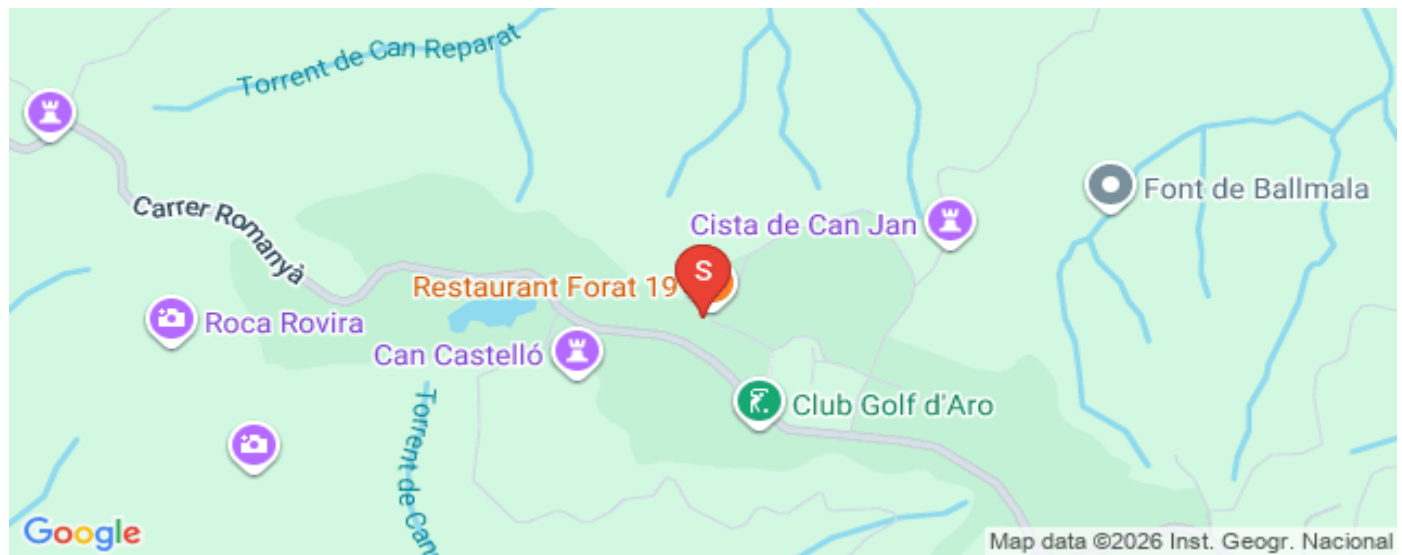 Torrent de Can Reparat
Carrer Romanyà
Font de Ballmala
Cista de Can Jan
S
Restaurant Forat 19
Roca Rovira
Can Castelló
Club Golf d'Aro
Torrent de Can
Google
Map data ©2026 Inst. Geogr. Nacional